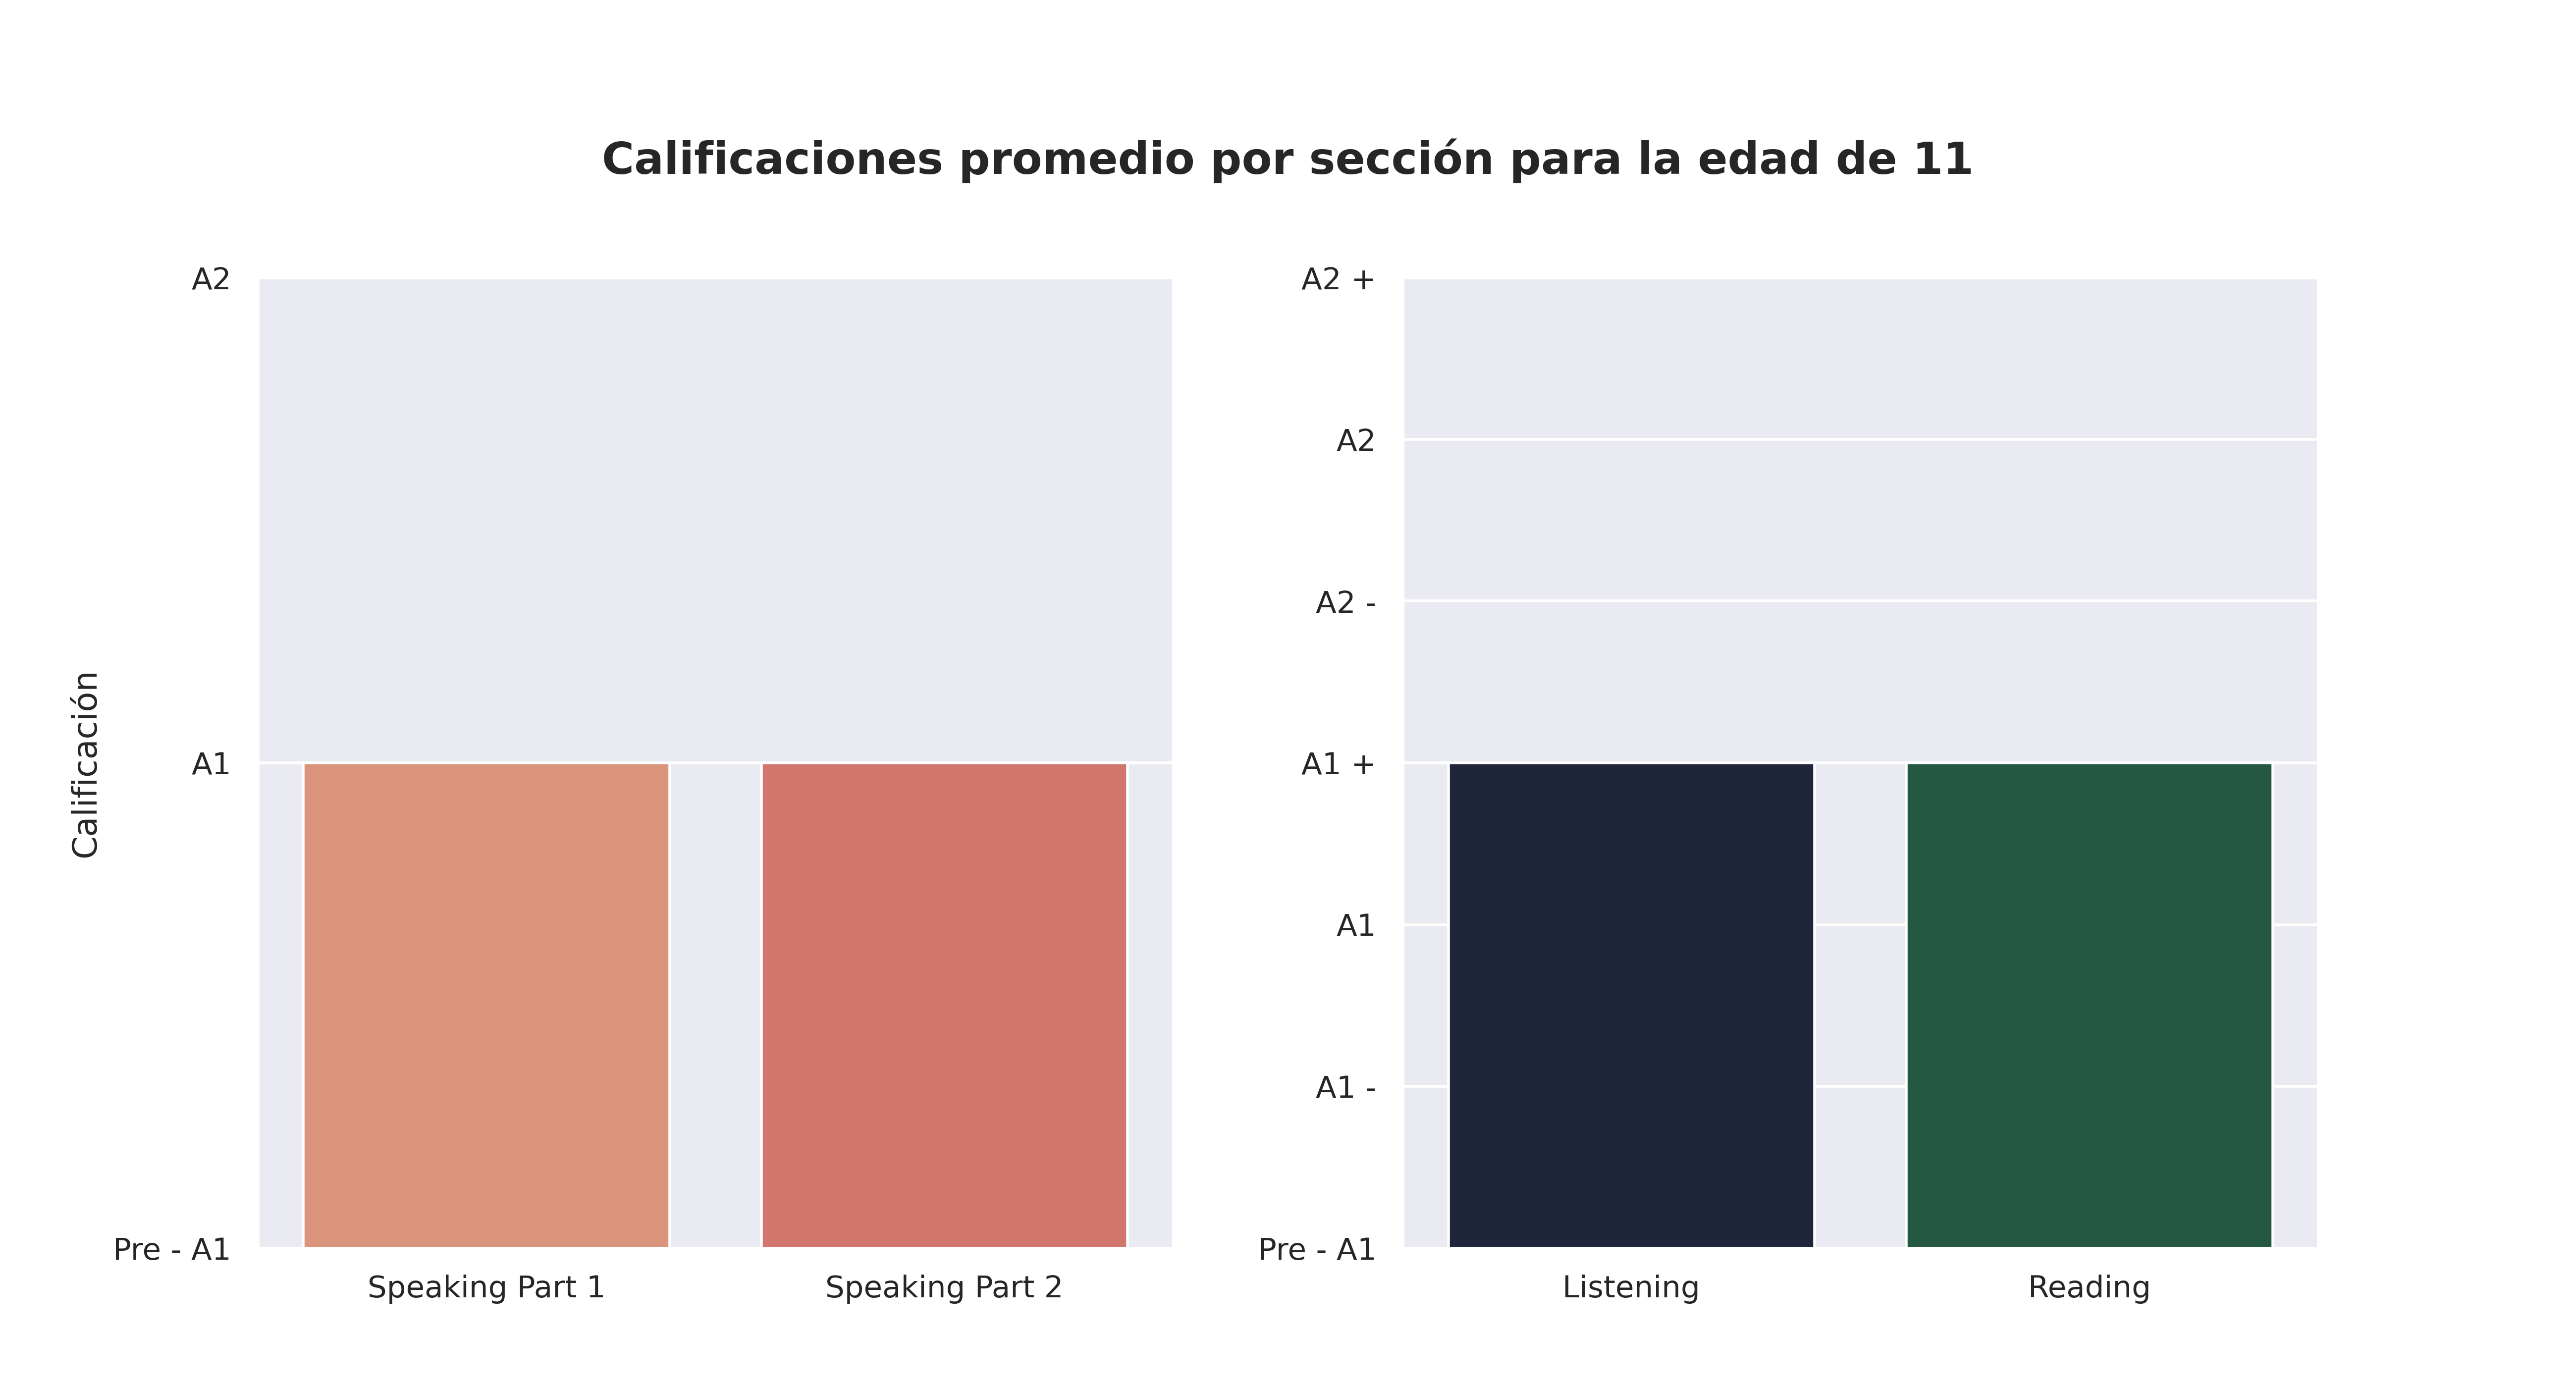 Calificaciones promedio por sección para la edad de 11
Calificación
A2
A1
Pre - A1
Speaking Part 1
Speaking Part 2
A2 +
A2
A2 -
A1 +
A1
A1 -
Pre - A1
Listening
Reading